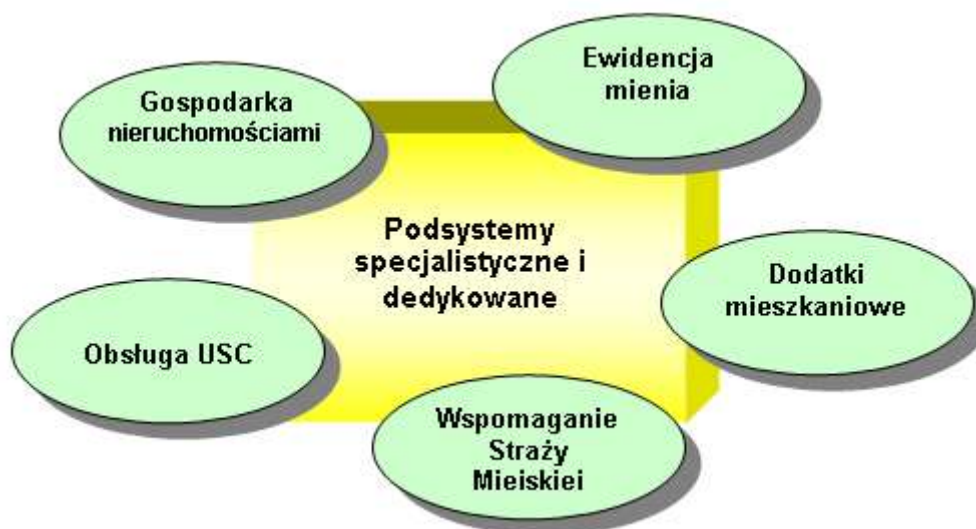 Ewidencja
mienia
Gospodarka
nieruchomościami
Podsystemy
specjalistyczne i
dedykowane
Dodatki
mieszkaniowe
Obsługa USC
Wspomaganie
Straży
Mieiskiei